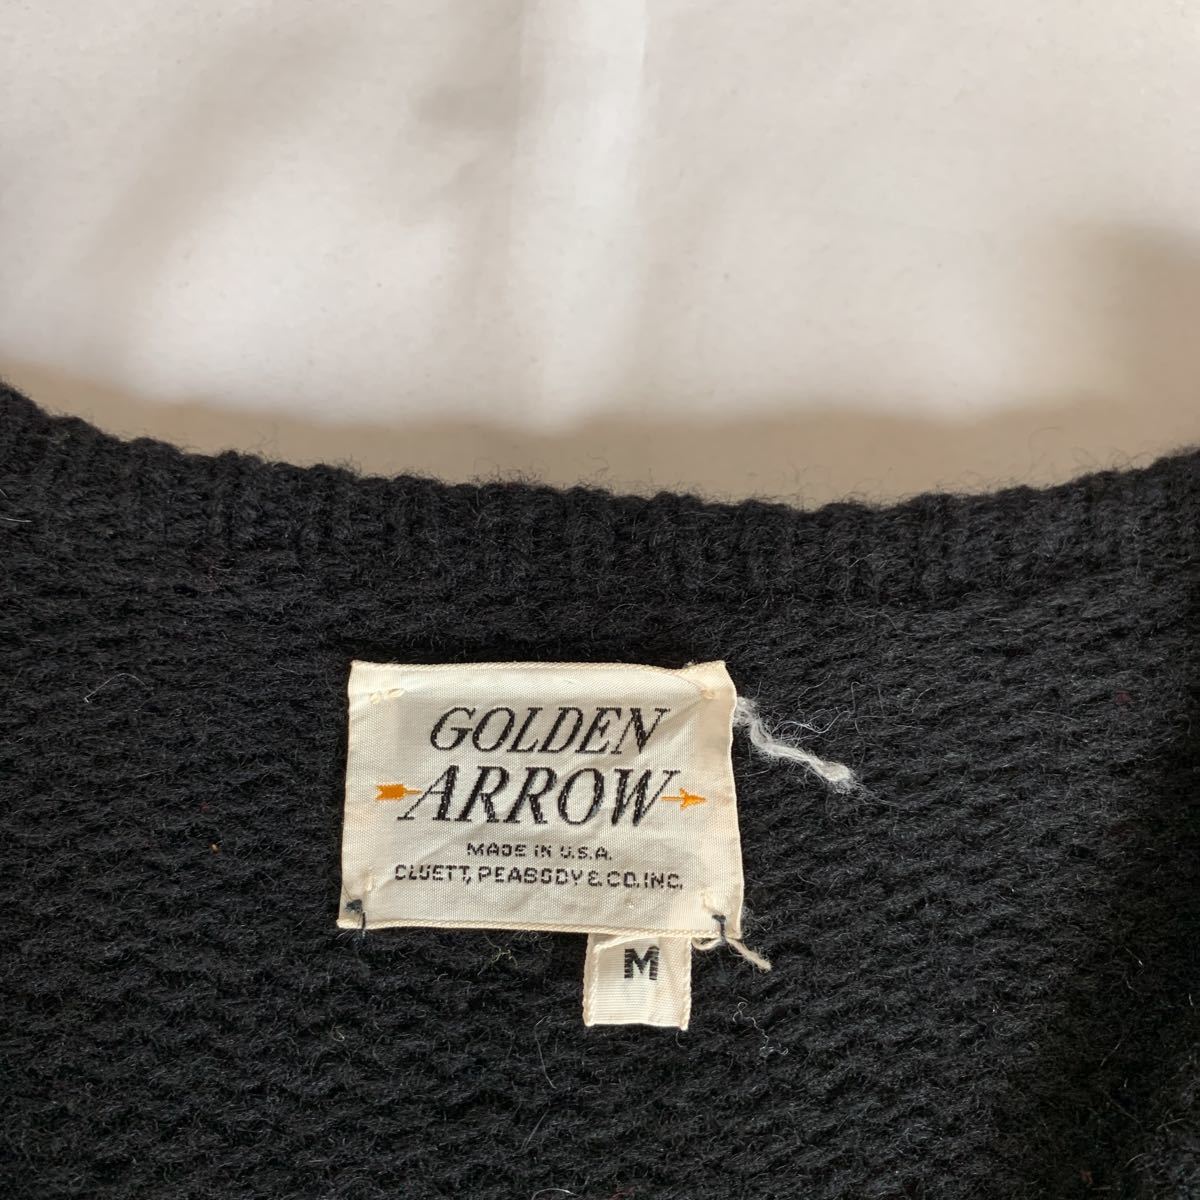 GOLDEN
ARROW
MADE IN U.S.A.
CLUETT, PEABODY & CO. INC.
M